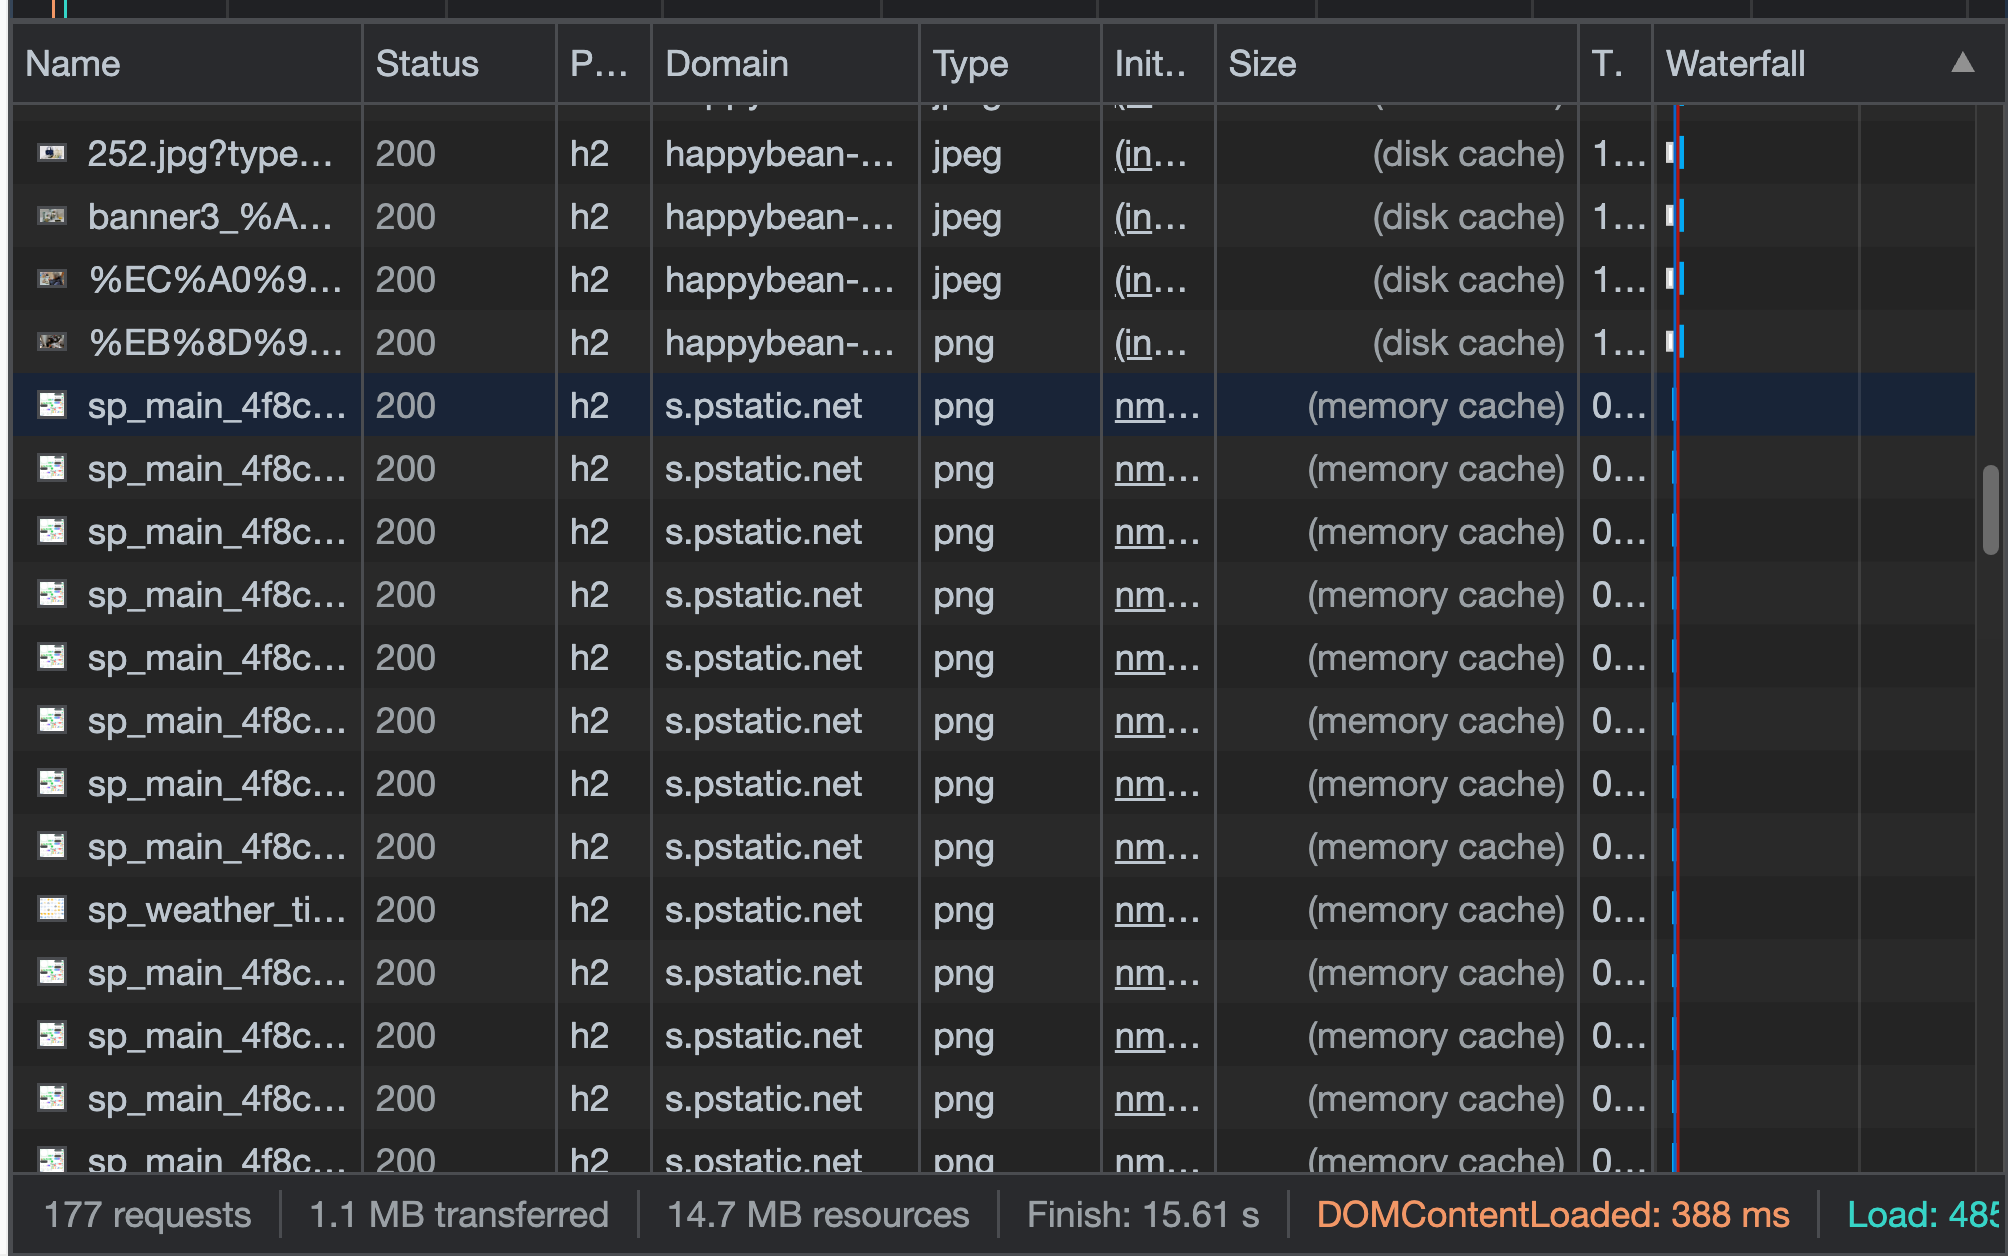 Name Status P... Domain Type Init.. Size T. Waterfall
252.jpg?type... 200 h2 happybean-... jpeg (in... (disk cache) 1...
banner3_%A... 200 h2 happybean-... jpeg (in... (disk cache) 1...
%EC%A0%9... 200 h2 happybean-... jpeg (in... (disk cache) 1...
%EB%8D%9... 200 h2 happybean-... png (in... (disk cache) 1...
sp_main_4f8c... 200 h2 s.pstatic.net png nm... (memory cache) 0...
sp_main_4f8c... 200 h2 s.pstatic.net png nm... (memory cache) 0...
sp_main_4f8c... 200 h2 s.pstatic.net png nm... (memory cache) 0...
sp_main_4f8c... 200 h2 s.pstatic.net png nm... (memory cache) 0...
sp_main_4f8c... 200 h2 s.pstatic.net png nm... (memory cache) 0...
sp_main_4f8c... 200 h2 s.pstatic.net png nm... (memory cache) 0...
sp_main_4f8c... 200 h2 s.pstatic.net png nm... (memory cache) 0...
sp_main_4f8c... 200 h2 s.pstatic.net png nm... (memory cache) 0...
sp_weather_ti... 200 h2 s.pstatic.net png nm... (memory cache) 0...
sp_main_4f8c... 200 h2 s.pstatic.net png nm... (memory cache) 0...
sp_main_4f8c... 200 h2 s.pstatic.net png nm... (memory cache) 0...
sp_main_4f8c... 200 h2 s.pstatic.net png nm... (memory cache) 0...
sp_main_4f8c... 200 h2 s.pstatic.net png nm... (memory cache) 0...
177 requests 1.1 MB transferred 14.7 MB resources Finish: 15.61 s DOMContentLoaded: 388 ms Load: 485